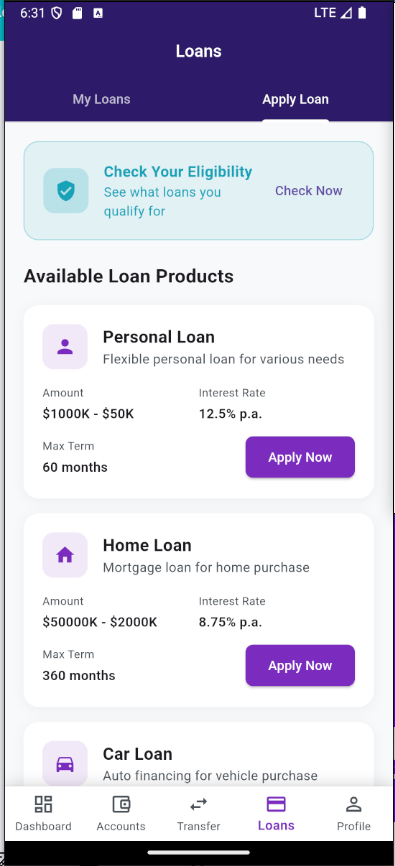 6:31
LTE
Loans
My Loans
Apply Loan
Check Your Eligibility
See what loans you
qualify for
Check Now
Available Loan Products
Personal Loan
Flexible personal loan for various needs
Amount
Interest Rate
$1000K - $50K
12.5% p.a.
Max Term
60 months
Apply Now
Home Loan
Mortgage loan for home purchase
Amount
Interest Rate
$50000K - $2000K
8.75% p.a.
Max Term
360 months
Apply Now
Car Loan
Auto financing for vehicle purchase
Dashboard
Accounts
Transfer
Loans
Profile